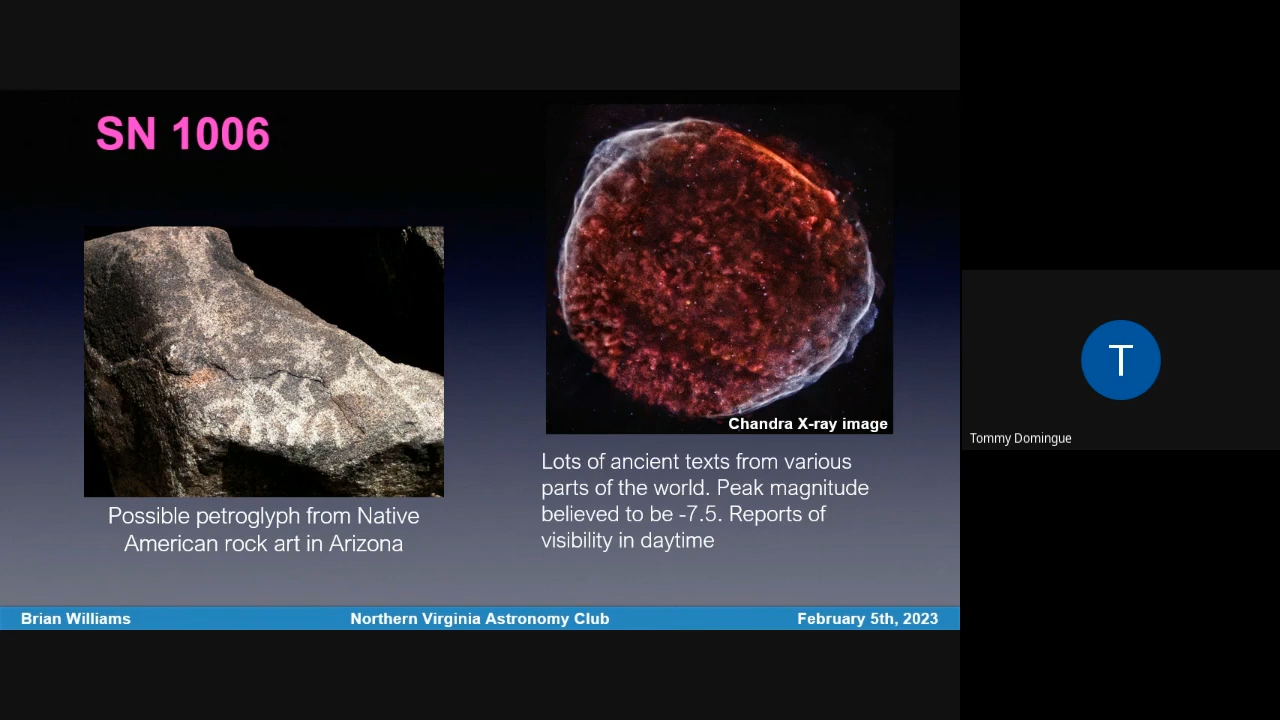 SN 1006
Chandra X-ray image
Possible petroglyph from Native
American rock art in Arizona
Lots of ancient texts from various
parts of the world. Peak magnitude
believed to be -7.5. Reports of
visibility in daytime
Brian Williams
Northern Virginia Astronomy Club
February 5th, 2023
T
Tommy Domingue